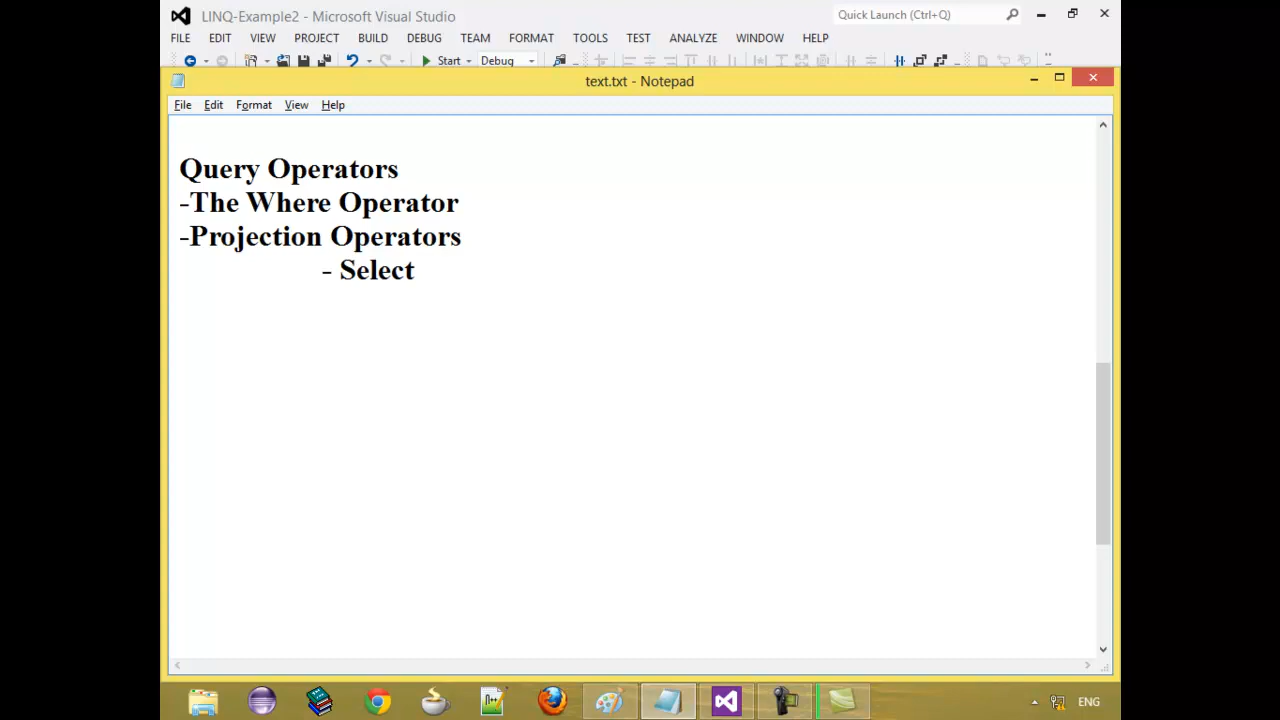 LINQ-Example2 - Microsoft Visual Studio
Quick Launch (Ctrl+Q)
FILE EDIT VIEW PROJECT BUILD DEBUG TEAM FORMAT TOOLS TEST ANALYZE WINDOW HELP
Start Debug
text.txt - Notepad
File Edit Format View Help
Query Operators
-The Where Operator
-Projection Operators
- Select
ENG